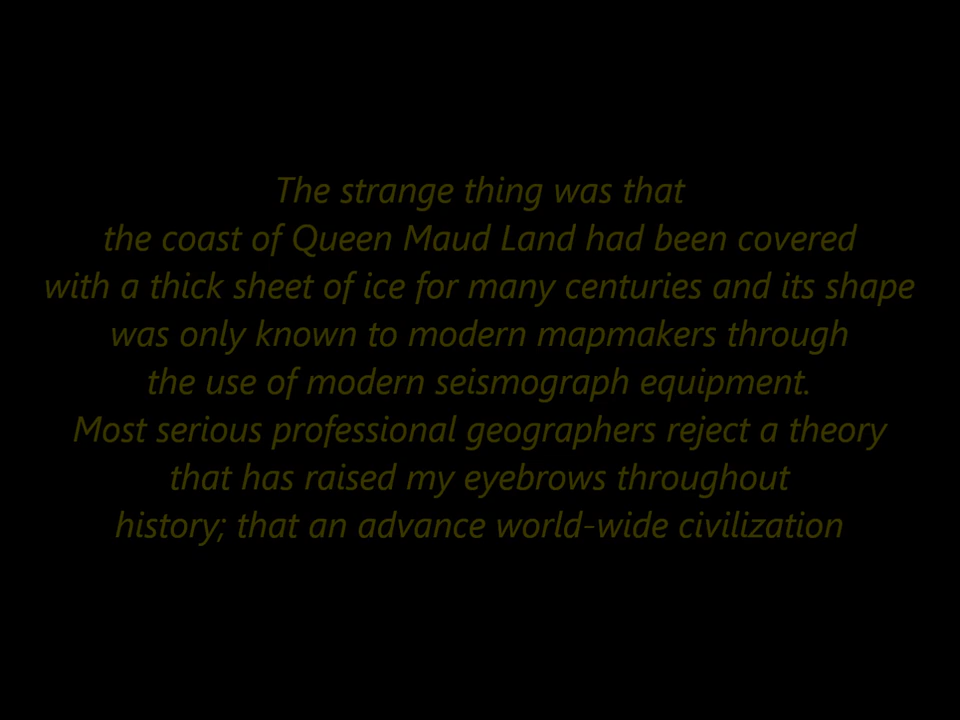 The strange thing was that
the coast of Queen Maud Land had been covered
with a thick sheet of ice for many centuries and its shape
was only known to modern mapmakers through
the use of modern seismograph equipment.
Most serious professional geographers reject a theory
that has raised my eyebrows throughout
history; that an advance world-wide civilization